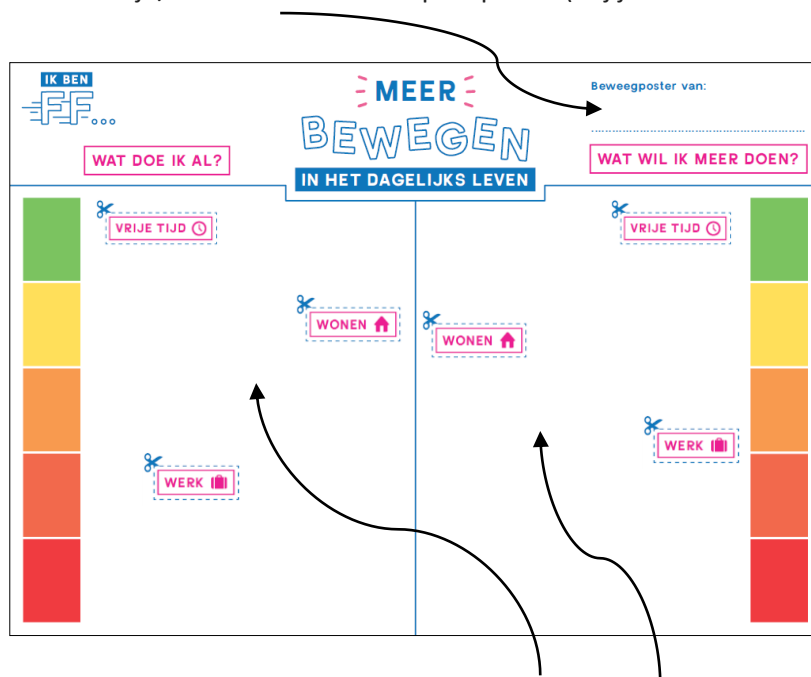 IK BEN
FF...
MEER
BEWEGEN
IN HET DAGELIJKS LEVEN
Beweegposter van:
WAT DOE IK AL?
WAT WIL IK MEER DOEN?
VRIJE TIJD
VRIJE TIJD
WONEN
WONEN
WERK
WERK